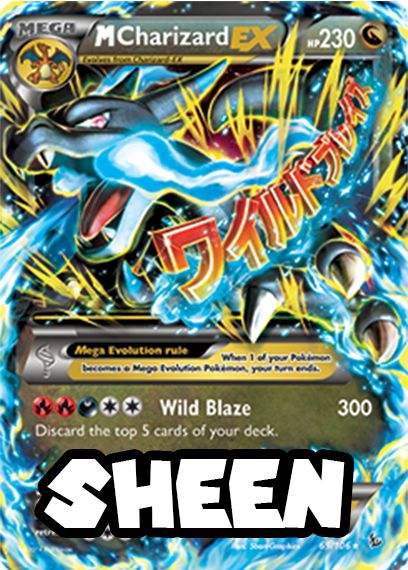 MEGA
M Charizard EX HP230
Evolves from Charizard-EX
ワイルドブレイズ
Mega Evolution rule
When 1 of your Pokémon
becomes a Mega Evolution Pokémon, your turn ends.
Wild Blaze 300
Discard the top 5 cards of your deck.
SHEEN